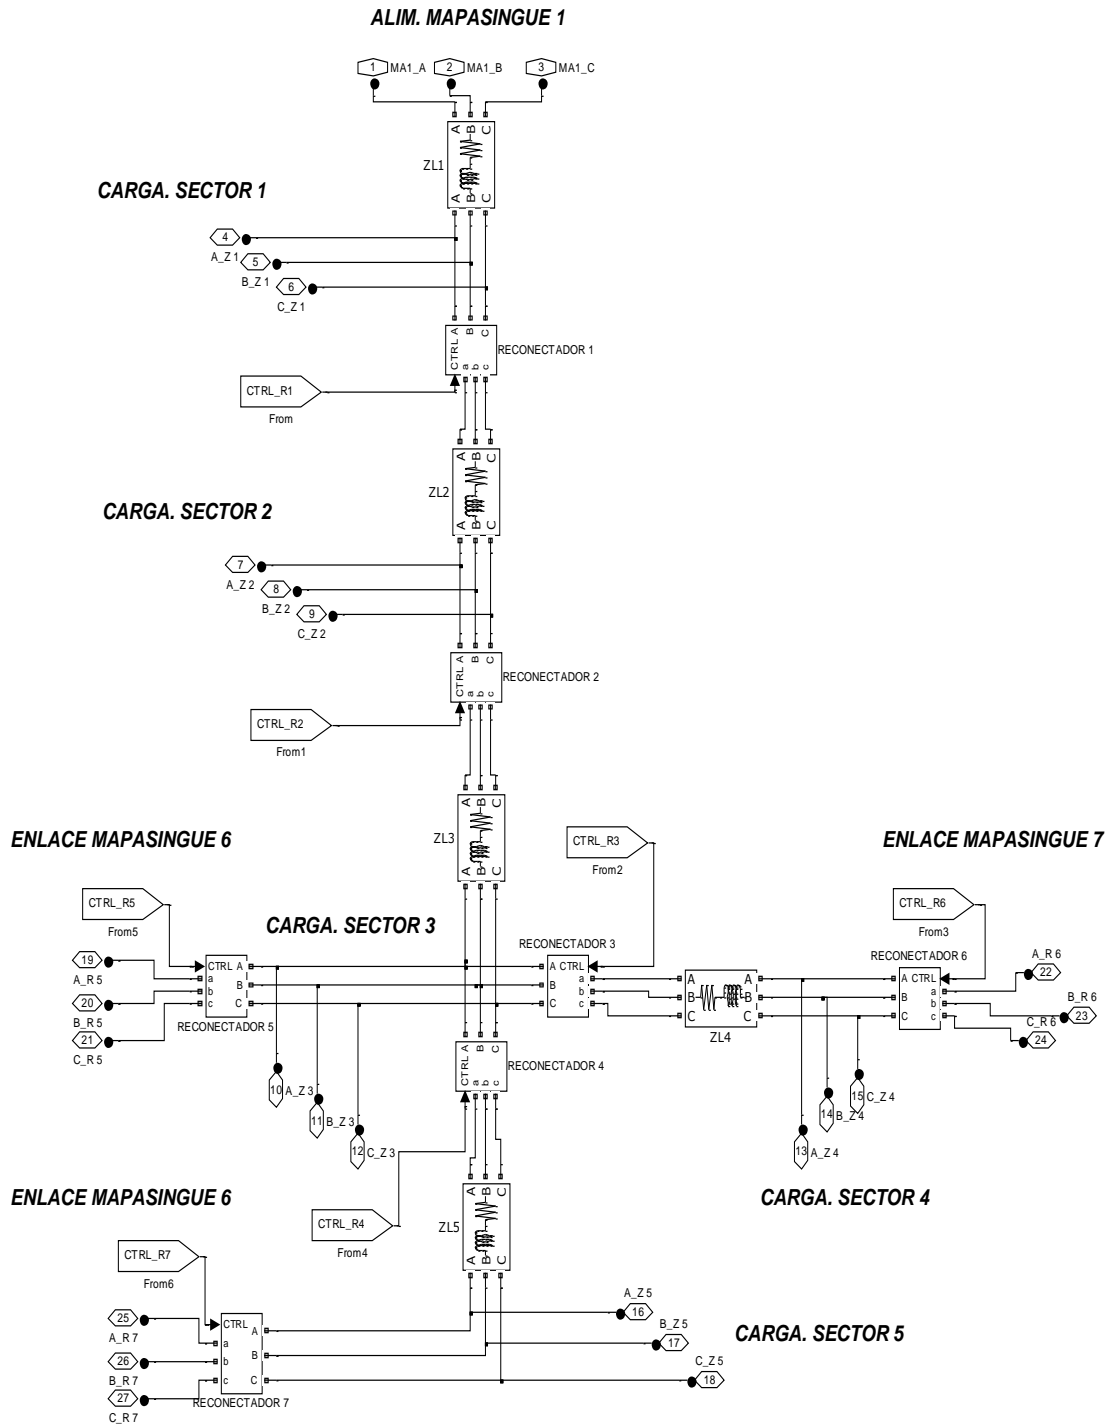 ALIM. MAPASINGUE 1
1 MA1_A 2 MA1_B 3 MA1_C
A B C
ZL1
A B C
CARGA. SECTOR 1
4
A_Z 1
5
B_Z 1
6
C_Z 1
CTRL A B C
a b c
RECONECTADOR 1
CTRL_R1
From
A B C
ZL2
A B C
CARGA. SECTOR 2
7
A_Z 2
8
B_Z 2
9
C_Z 2
CTRL A B C
a b c
RECONECTADOR 2
CTRL_R2
From1
A B C
ZL3
A B C
ENLACE MAPASINGUE 6
CTRL_R3
From2
ENLACE MAPASINGUE 7
CTRL_R5
From5
CARGA. SECTOR 3
CTRL_R6
From3
19
A_R 5
20
B_R 5
21
C_R 5
CTRL A
a
B
b
C
c
RECONECTADOR 5
RECONECTADOR 3
A CTRL
a
B
b
C
c
A A
B B
C C
ZL4
RECONECTADOR 6
A CTRL
a
B
b
C
c
A_R 6
22
B_R 6
23
C_R 6
24
CTRL A B C
a b c
RECONECTADOR 4
10 A_Z 3
11 B_Z 3
12 C_Z 3
15 C_Z 4
14 B_Z 4
13 A_Z 4
ENLACE MAPASINGUE 6
CARGA. SECTOR 4
CTRL_R4
From4
A B C
ZL5
A B C
CTRL_R7
From6
25
A_R 7
26
B_R 7
27
C_R 7
CTRL
A
a
B
b
C
c
RECONECTADOR 7
A_Z 5
16
B_Z 5
17
C_Z 5
18
CARGA. SECTOR 5